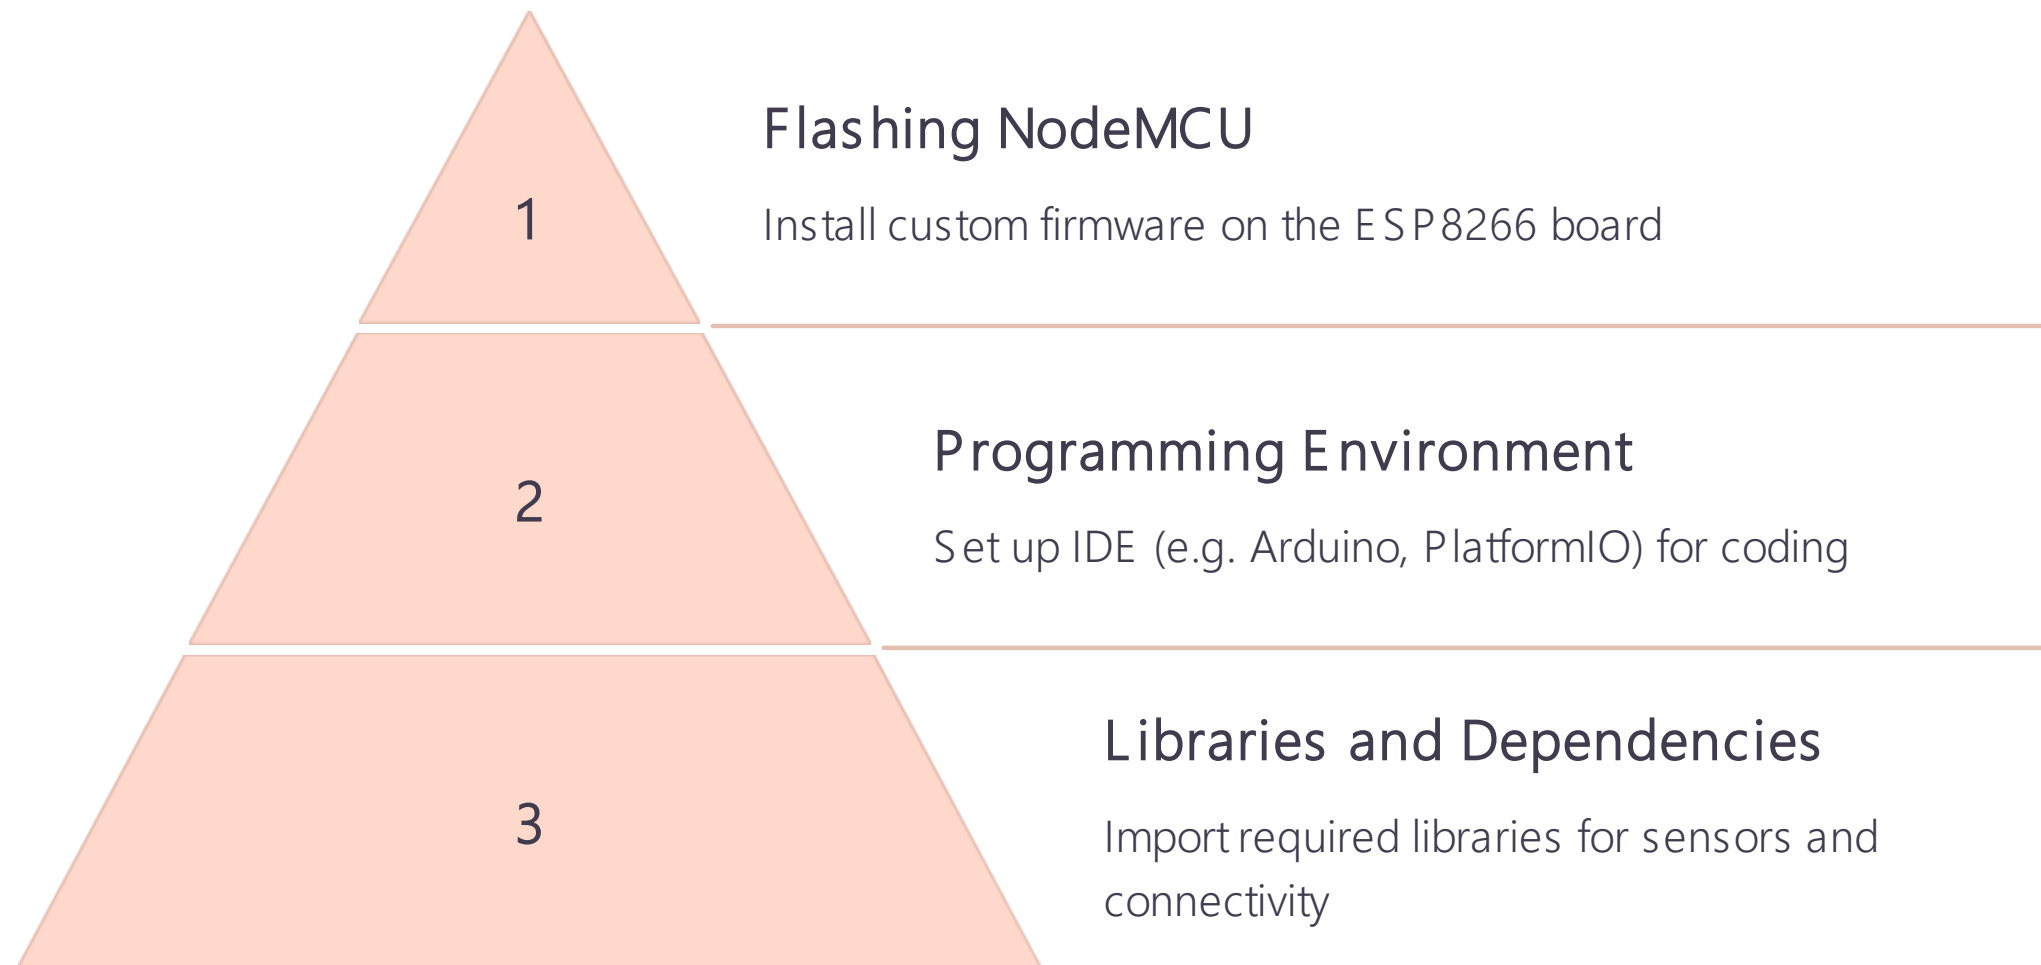 1
Flashing NodeMCU
Install custom firmware on the ESP8266 board
2
Programming Environment
Set up IDE (e.g. Arduino, PlatformIO) for coding
3
Libraries and Dependencies
Import required libraries for sensors and
connectivity